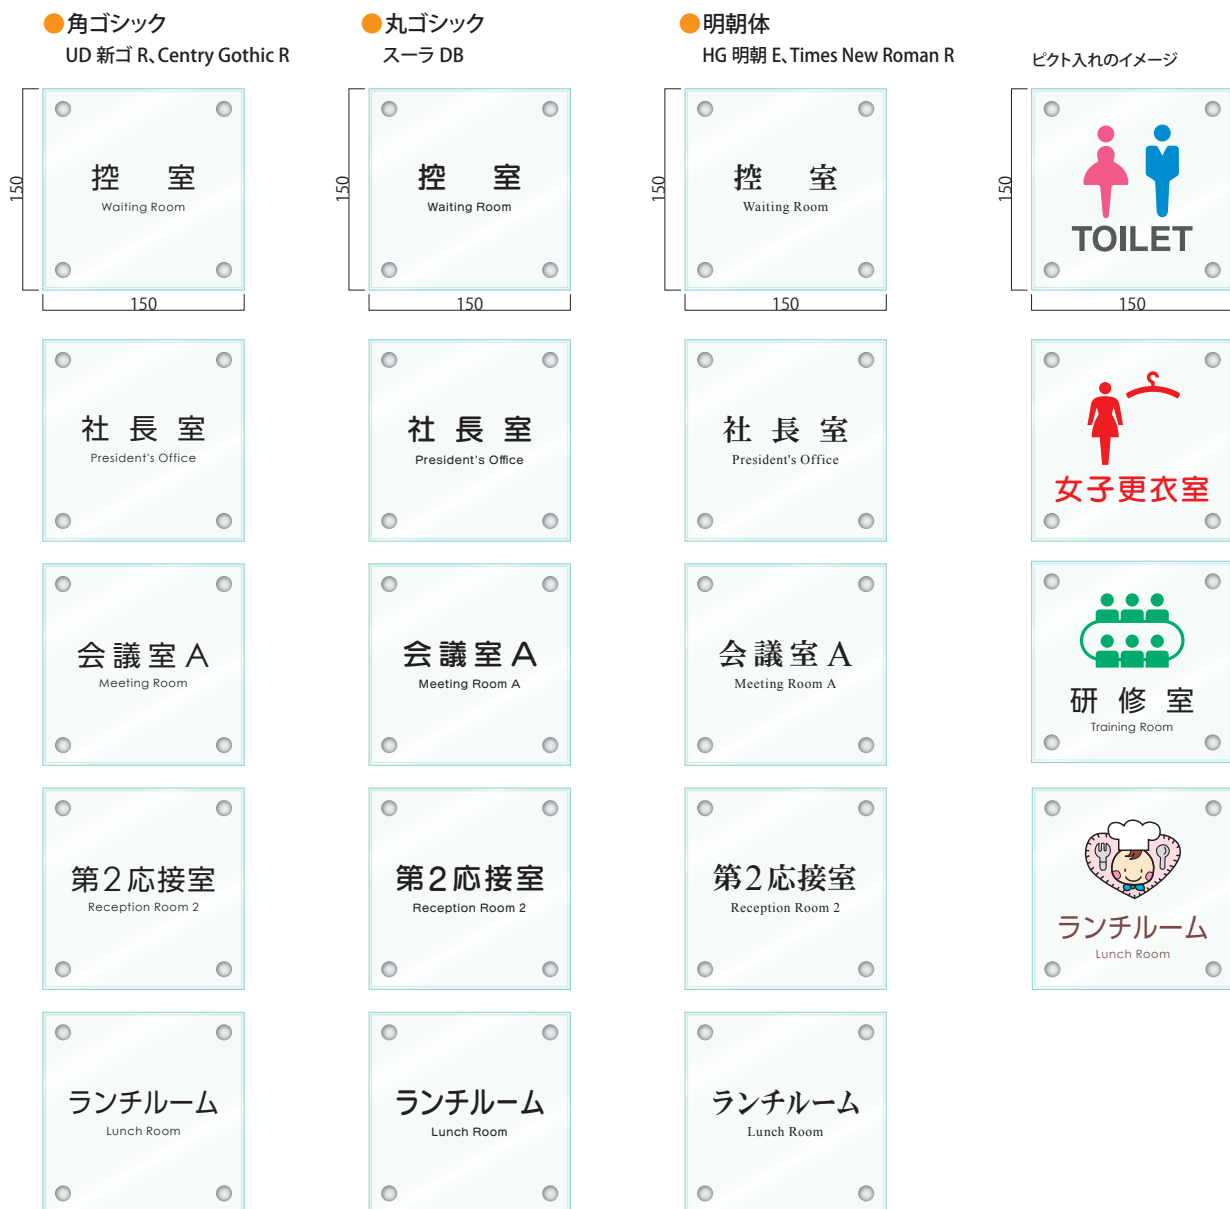 ●角ゴシック
UD 新ゴ R、Centry Gothic R
150
控 室
Waiting Room
150
社 長 室
President's Office
会議室 A
Meeting Room
第2応接室
Reception Room 2
ランチルーム
Lunch Room
●丸ゴシック
スーラ DB
150
控 室
Waiting Room
150
社 長 室
President's Office
会議室 A
Meeting Room A
第2応接室
Reception Room 2
ランチルーム
Lunch Room
●明朝体
HG 明朝 E、Times New Roman R
150
控 室
Waiting Room
150
社 長 室
President's Office
会議室 A
Meeting Room A
第2応接室
Reception Room 2
ランチルーム
Lunch Room
ピクト入れのイメージ
150
TOILET
150
女子更衣室
研 修 室
Training Room
ランチルーム
Lunch Room